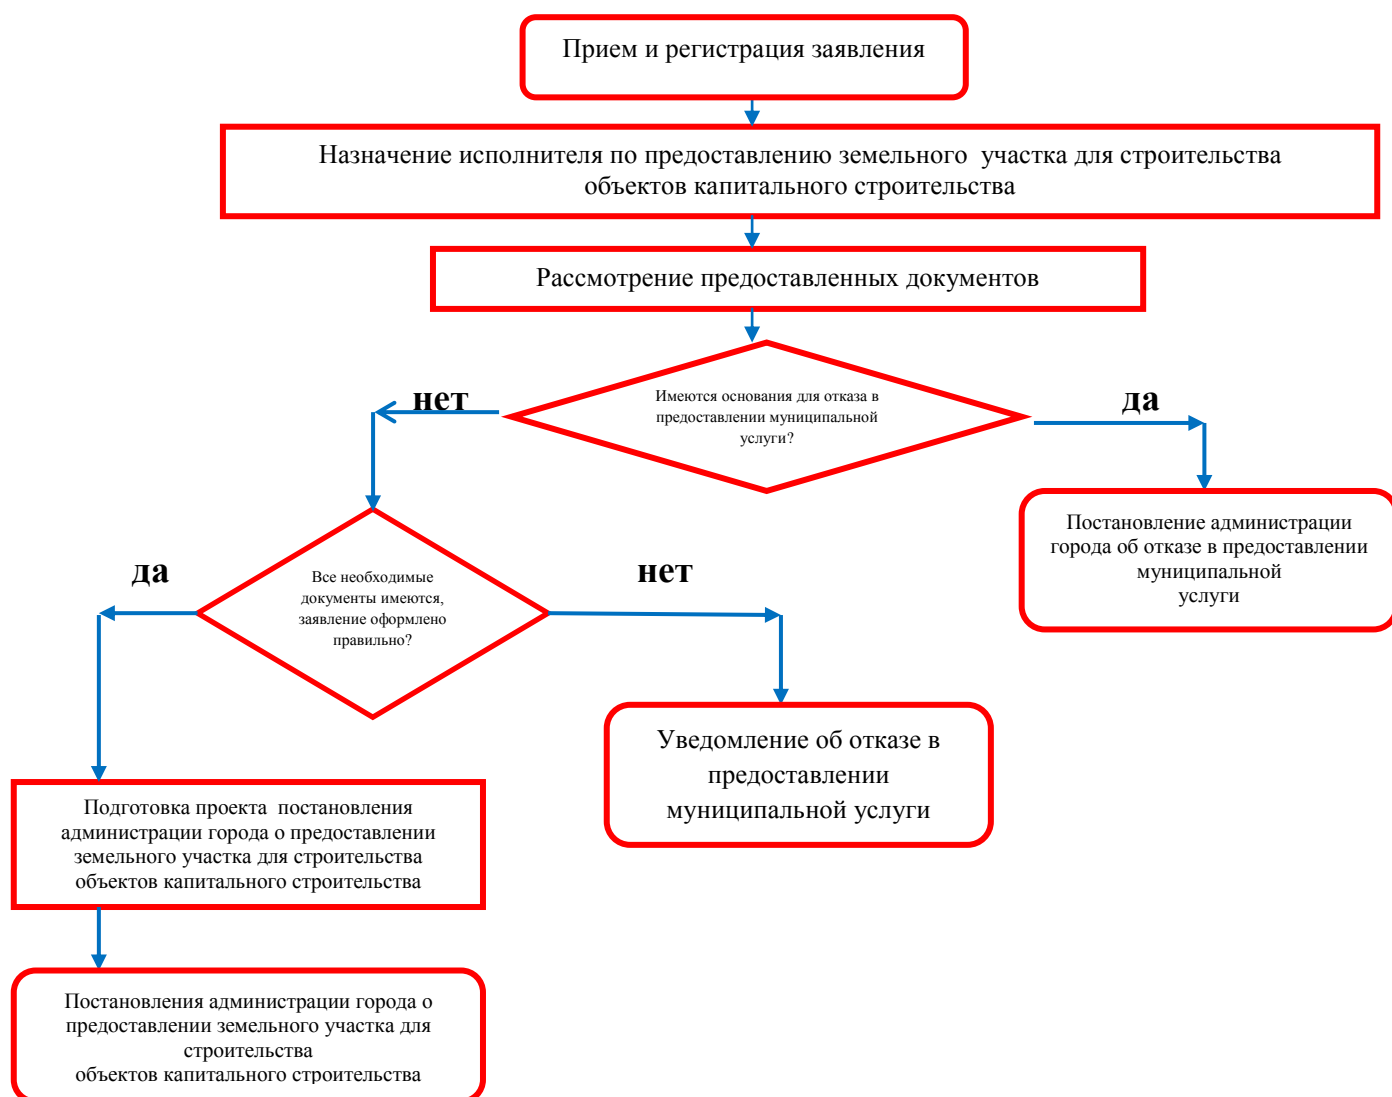 Прием и регистрация заявления
Назначение исполнителя по предоставлению земельного  участка для строительства
объектов капитального строительства
Рассмотрение предоставленных документов
Имеются основания для отказа в
предоставлении муниципальной
услуги?
нет
да
Постановление администрации
города об отказе в предоставлении
муниципальной
услуги
Все необходимые
документы имеются,
заявление оформлено
правильно?
да
нет
Уведомление об отказе в
предоставлении
муниципальной услуги
Подготовка проекта  постановления
администрации города о предоставлении
земельного участка для строительства
объектов капитального строительства
Постановления администрации города о
предоставлении земельного участка для
строительства
объектов капитального строительства